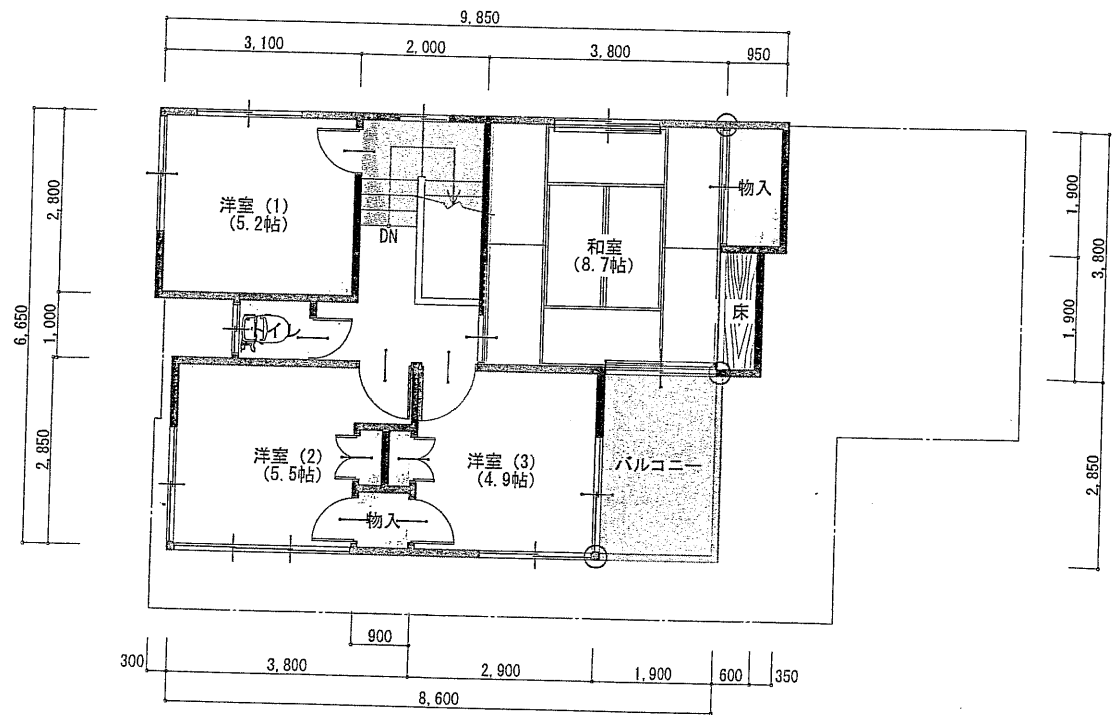 9,850
3,100
2,000
3,800
950
洋室 (1)
(5.2帖)
DN
和室
(8.7帖)
物入
床
トイレ
洋室 (2)
(5.5帖)
洋室 (3)
(4.9帖)
物入
バルコニー
6,650
2,800
1,000
2,850
1,900
1,900
3,800
2,850
900
300
3,800
2,900
1,900
600
350
8,600